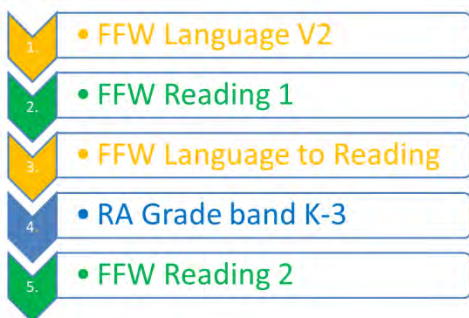 1. • FFW Language V2
2. • FFW Reading 1
3. • FFW Language to Reading
4. • RA Grade band K-3
5. • FFW Reading 2